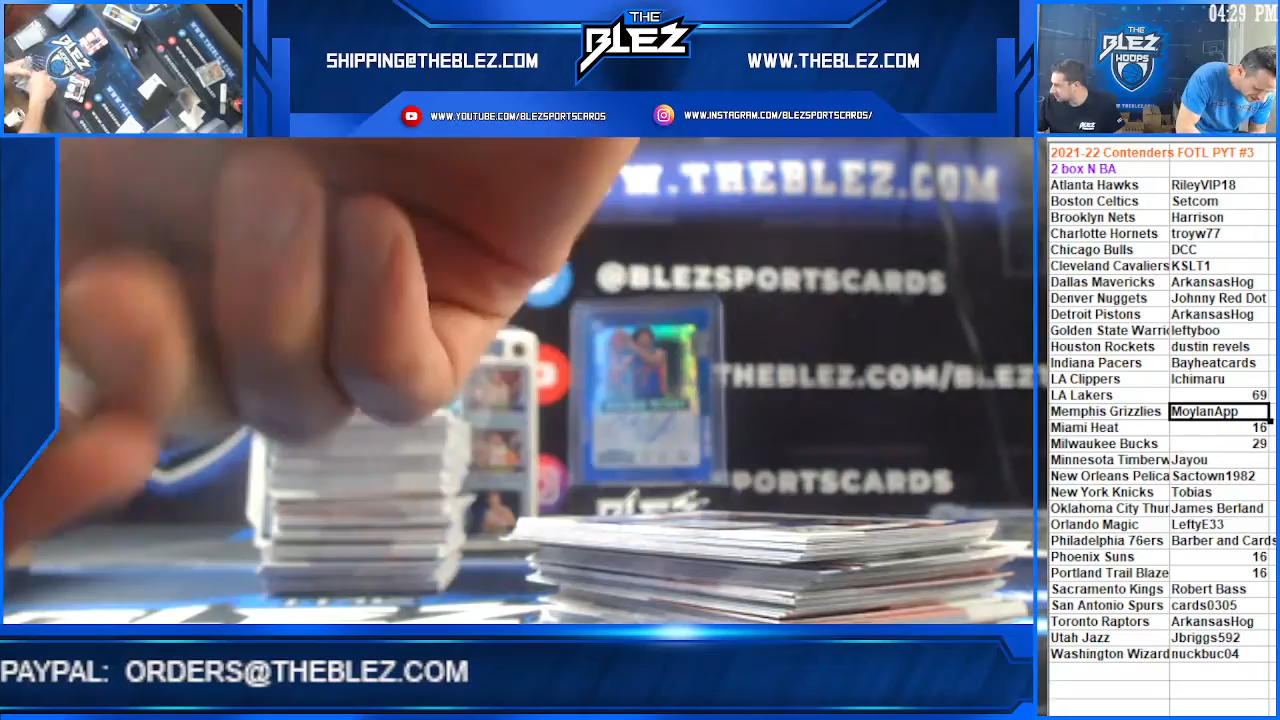 04:29 PM
THE
BLEZ
SHIPPING@THEBLEZ.COM
WWW.THEBLEZ.COM
THE
BLEZ
HOOPS
WWW.YOUTUBE.COM/BLEZSPORTSCARDS
WWW.INSTAGRAM.COM/BLEZSPORTSCARDS/
W.THEBLEZ.COM
@BLEZSPORTSCARDS
THEBLEZ.COM/BLEZ
PORTSCARDS
2021-22 Contenders FOTL PYT #3
2 box N BA
Atlanta Hawks RileyVIP18
Boston Celtics Setcom
Brooklyn Nets Harrison
Charlotte Hornets troyw77
Chicago Bulls DCC
Cleveland Cavaliers KSLT1
Dallas Mavericks ArkansasHog
Denver Nuggets Johnny Red Dot
Detroit Pistons ArkansasHog
Golden State Warri leftyboo
Houston Rockets dustin revels
Indiana Pacers Bayheatcards
LA Clippers Ichimaru
LA Lakers 69
Memphis Grizzlies MoylanApp
Miami Heat 16
Milwaukee Bucks 29
Minnesota Timberw Jayou
New Orleans Pelica Sactown1982
New York Knicks Tobias
Oklahoma City Thu James Berland
Orlando Magic LeftyE33
Philadelphia 76ers Barber and Cards
Phoenix Suns 16
Portland Trail Blaze 16
Sacramento Kings Robert Bass
San Antonio Spurs cards0305
Toronto Raptors ArkansasHog
Utah Jazz Jbriggs592
Washington Wizard nuckbuc04
PAYPAL: ORDERS@THEBLEZ.COM